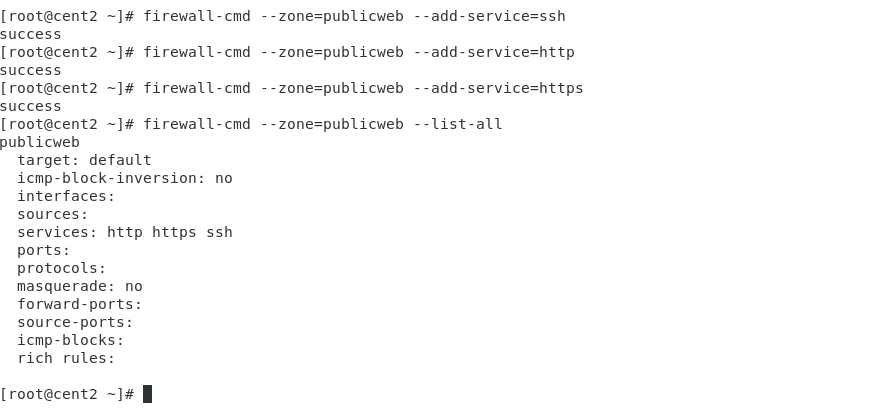 [root@cent2 ~]# firewall-cmd --zone=publicweb --add-service=ssh
success
[root@cent2 ~]# firewall-cmd --zone=publicweb --add-service=http
success
[root@cent2 ~]# firewall-cmd --zone=publicweb --add-service=https
success
[root@cent2 ~]# firewall-cmd --zone=publicweb --list-all
publicweb
  target: default
  icmp-block-inversion: no
  interfaces:
  sources:
  services: http https ssh
  ports:
  protocols:
  masquerade: no
  forward-ports:
  source-ports:
  icmp-blocks:
  rich rules:

[root@cent2 ~]#